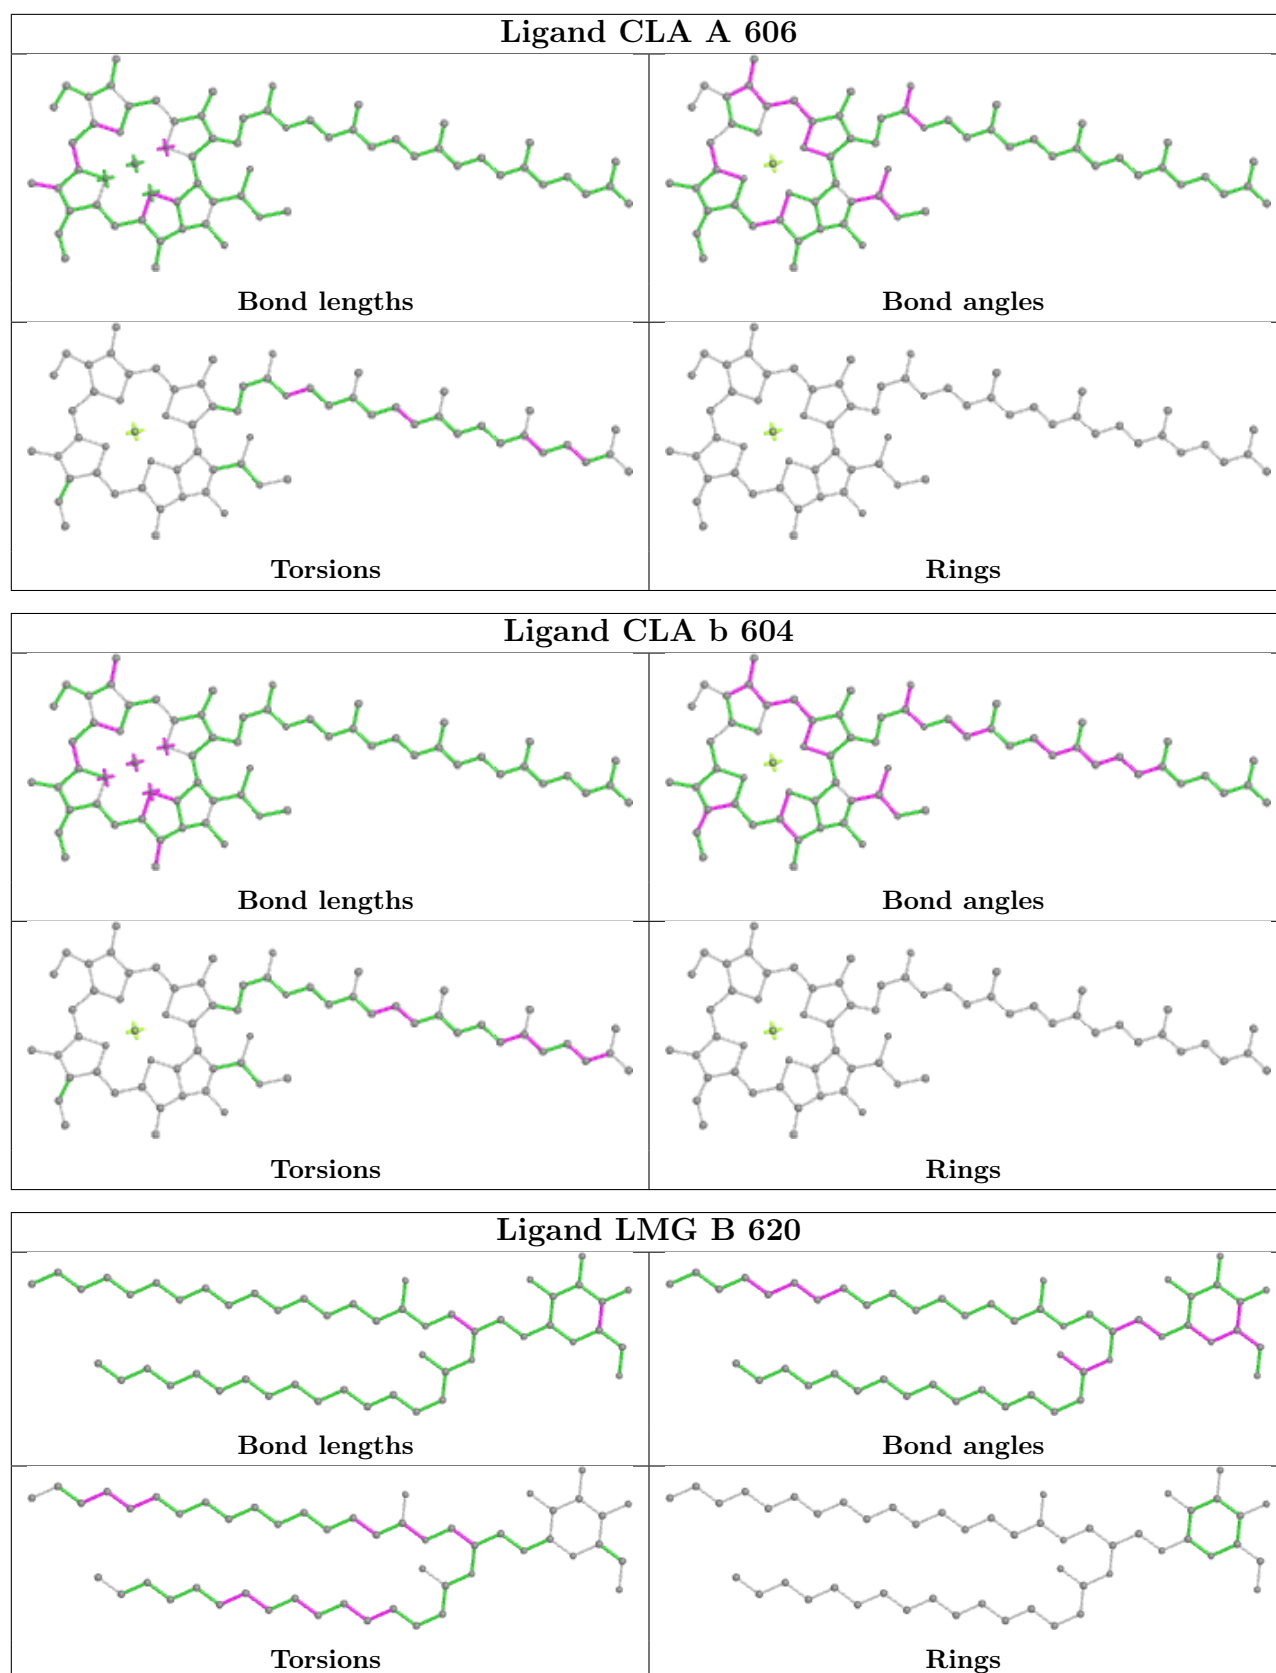 Ligand CLA A 606
Bond lengths
Bond angles
Torsions
Rings
Ligand CLA b 604
Bond lengths
Bond angles
Torsions
Rings
Ligand LMG B 620
Bond lengths
Bond angles
Torsions
Rings